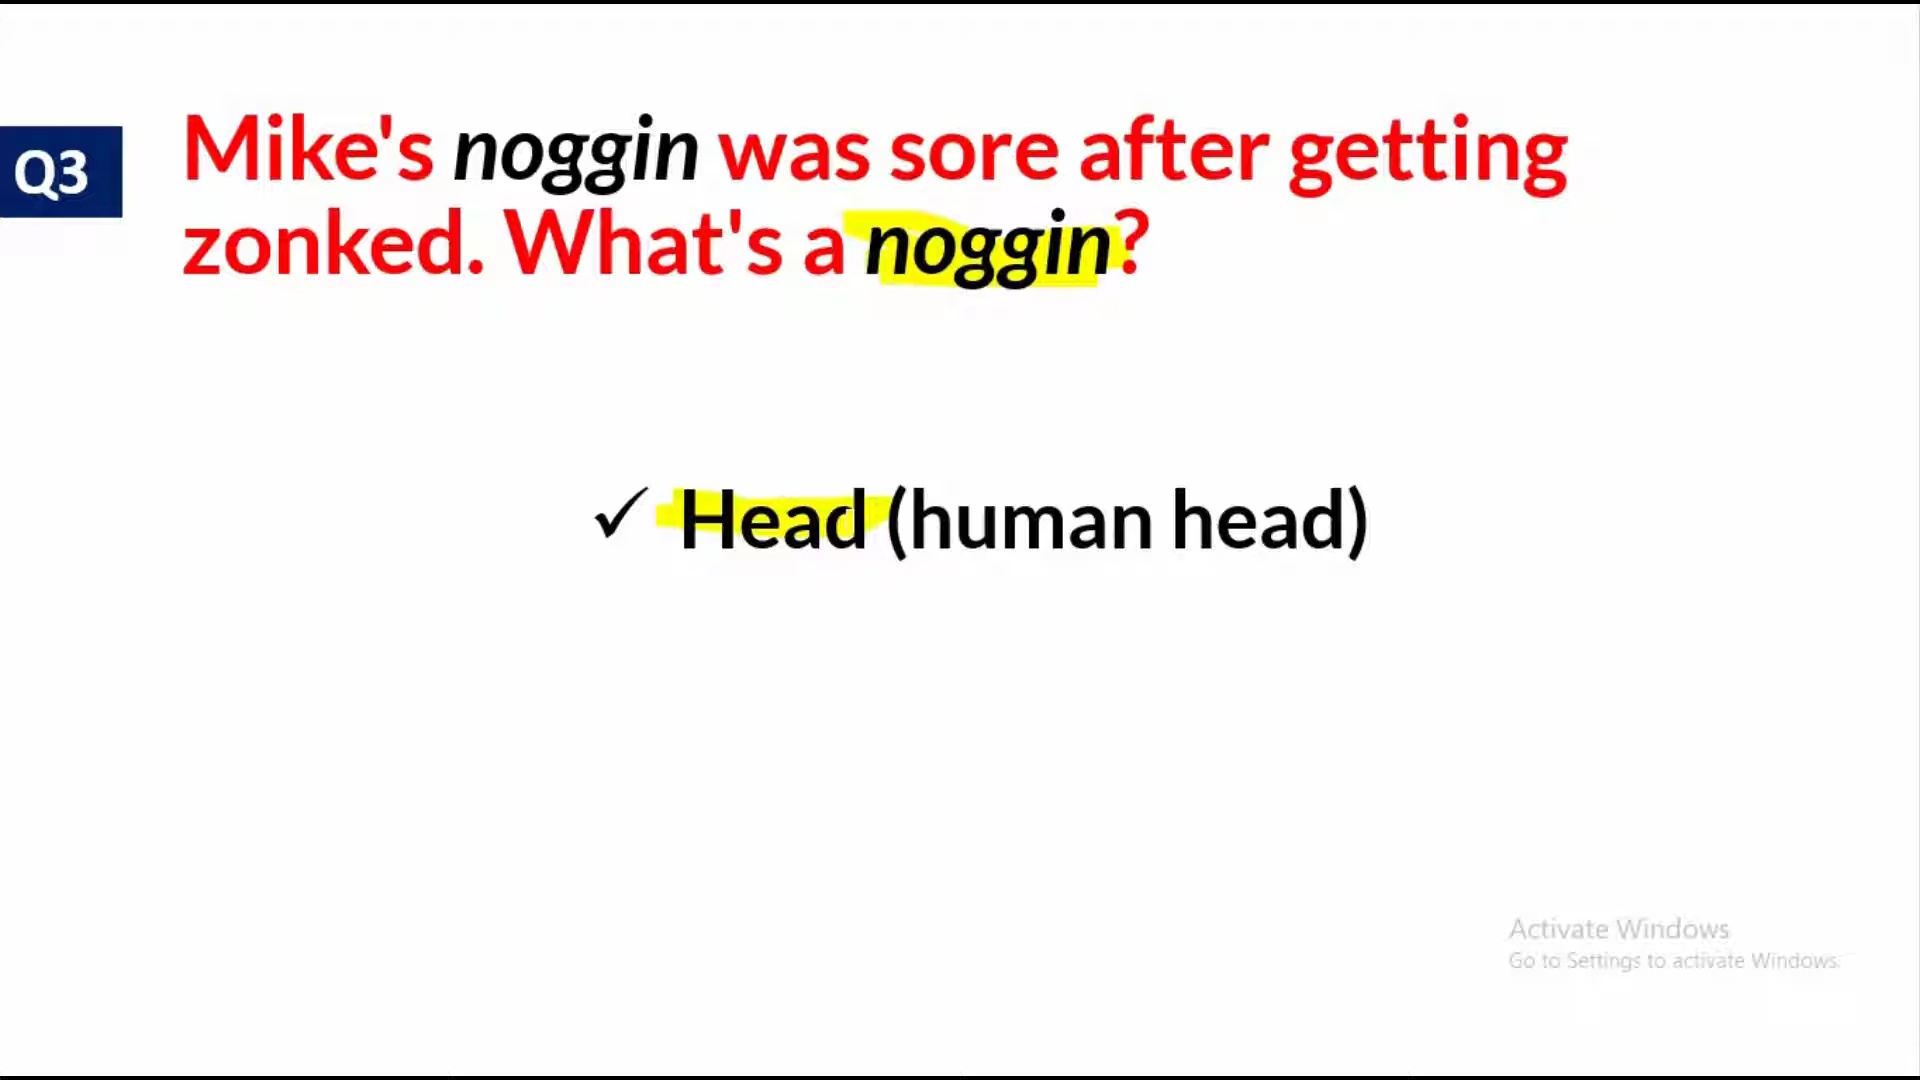 Q3
Mike's noggin was sore after getting
zonked. What's a noggin?
✓ Head (human head)
Activate Windows
Go to Settings to activate Windows.